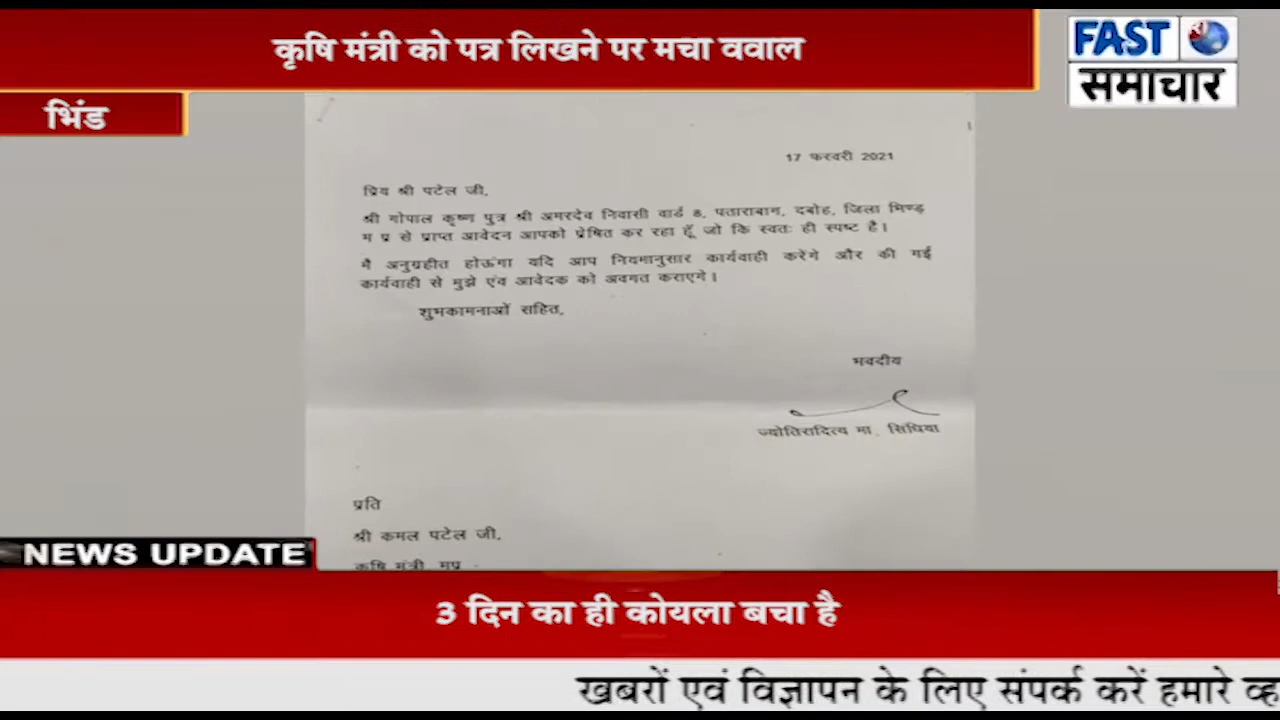 कृषि मंत्री को पत्र लिखने पर मचा ववाल
FAST
समाचार
भिंड
17 फरवरी 2021
प्रिय श्री पटेल जी,
श्री गोपाल कृष्ण पुत्र श्री अमरदेव निवासी वार्ड 8, पताराबाग, दबोह, जिला भिण्ड
म प्र से प्राप्त आवेदन आपको प्रेषित कर रहा हूँ जो कि स्वतः ही स्पष्ट है।
मै अनुग्रहीत होऊंगा यदि आप नियमानुसार कार्यवाही करेंगे और की गई
कार्यवाही से मुझे एंव आवेदक को अवगत कराएगे।
शुभकामनाओं सहित,
भवदीय
ज्योतिरादित्य मा. सिंधिया
प्रति
श्री कमल पटेल जी,
कृषि मंत्री, मप्र
NEWS UPDATE
3 दिन का ही कोयला बचा है
खबरों एवं विज्ञापन के लिए संपर्क करें हमारे व्ह